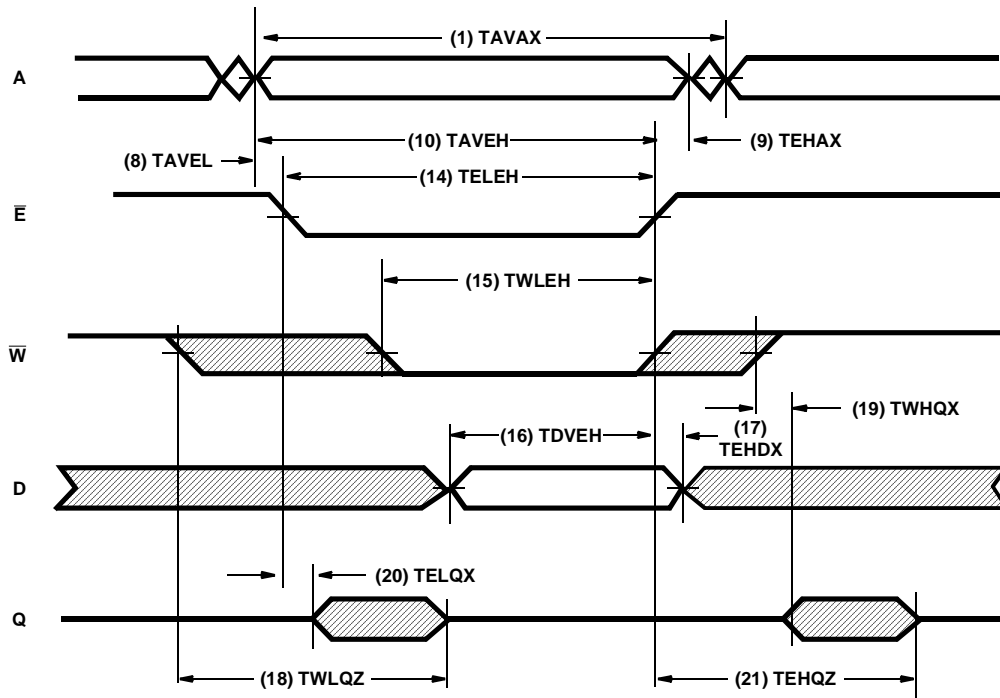 (1) TAVAX
A
(10) TAVEH
(9) TEHAX
(8) TAVEL
(14) TELEH
E
(15) TWLEH
W
(19) TWHQX
(16) TDVEH
(17)
TEHDX
D
(20) TELQX
Q
(18) TWLQZ
(21) TEHQZ